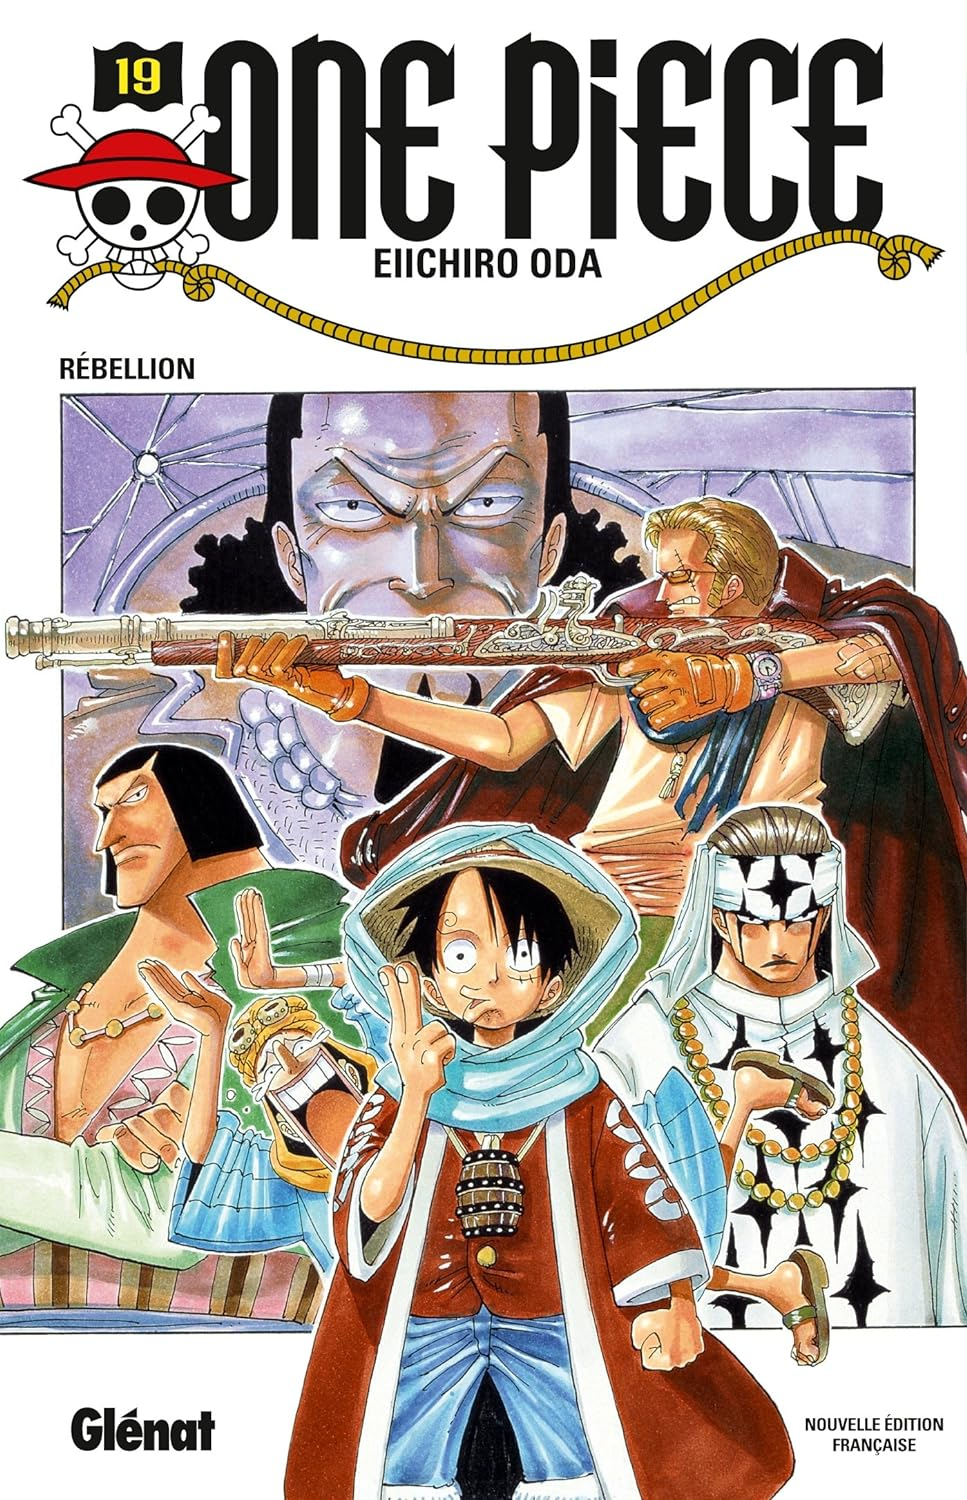 19
ONE PIECE
EIICHIRO ODA
RÉBELLION
Glénat
NOUVELLE ÉDITION
FRANÇAISE